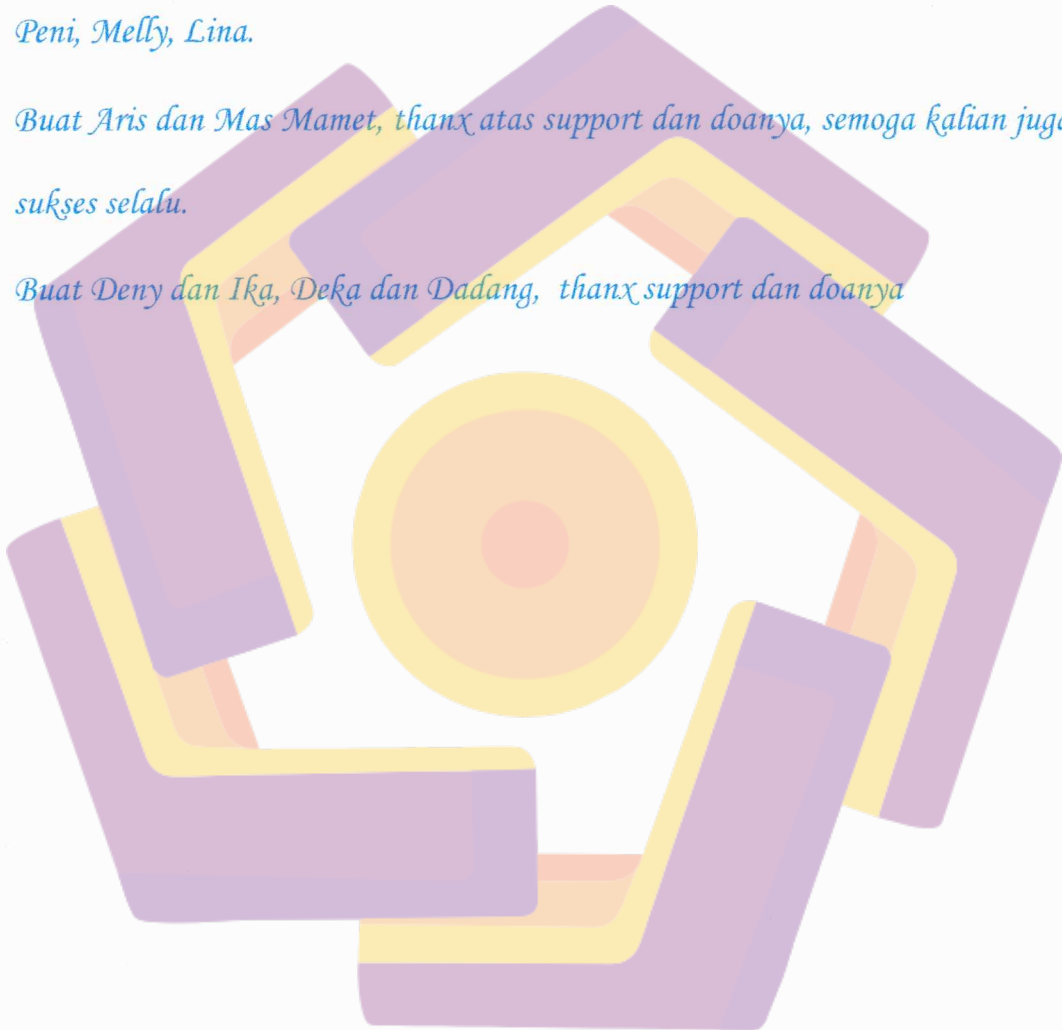 Peni, Melly, Lina.
Buat Aris dan Mas Mamet, thanx atas support dan doanya, semoga kalian juga
sukses selalu.
Buat Deny dan Ika, Deka dan Dadang, thanx support dan doanya